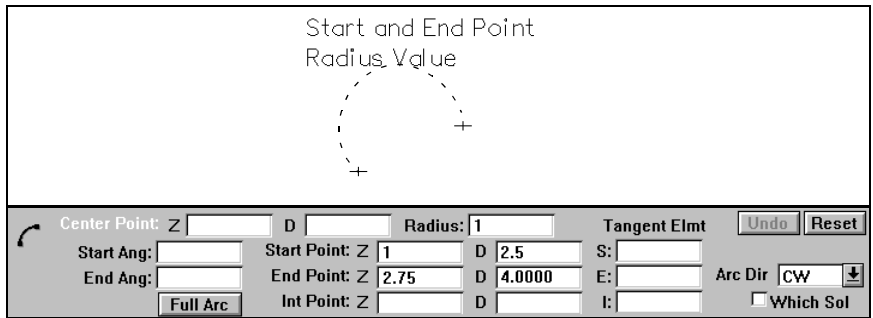 Start and End Point
Radius Value
Center Point: Z D Radius: 1 Tangent Elmt Undo Reset
Start Ang: Start Point: Z 1 D 2.5 S:
End Ang: End Point: Z 2.75 D 4.0000 E: Arc Dir CW
Full Arc Int Point: Z D I: Which Sol